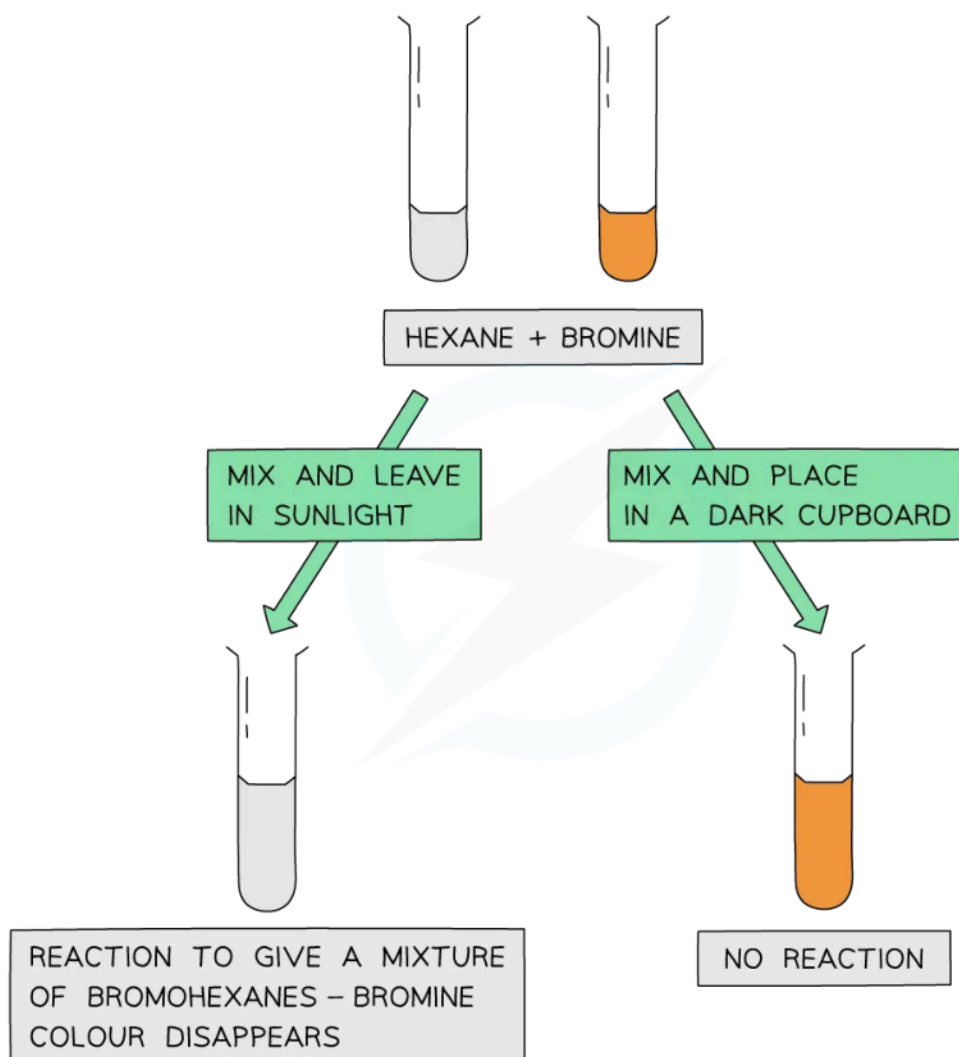 HEXANE + BROMINE
MIX AND LEAVE
IN SUNLIGHT
MIX AND PLACE
IN A DARK CUPBOARD
REACTION TO GIVE A MIXTURE
OF BROMOHEXANES – BROMINE
COLOUR DISAPPEARS
NO REACTION